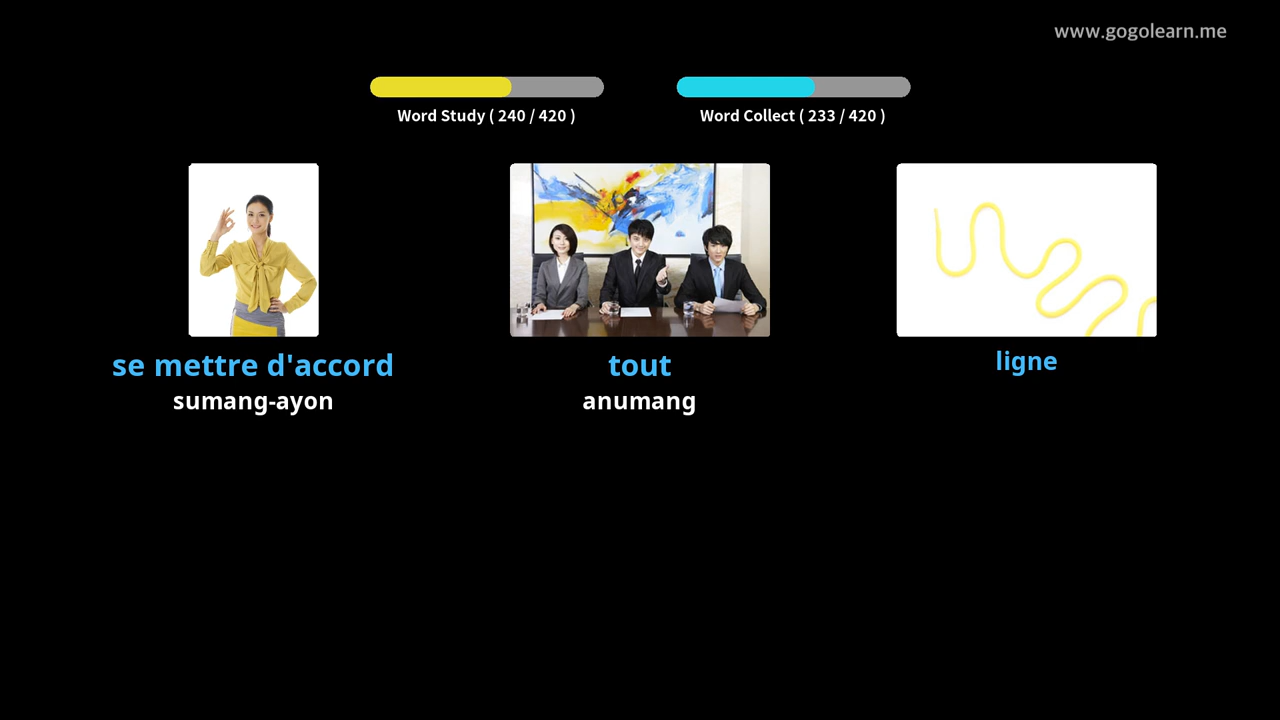 www.gogolearn.me
Word Study ( 240 / 420 )
Word Collect ( 233 / 420 )
se mettre d'accord
sumang-ayon
tout
anumang
ligne